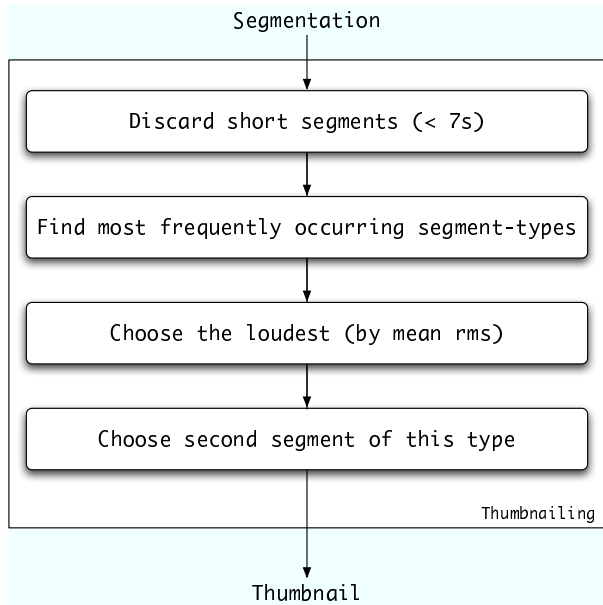 Segmentation
Discard short segments (< 7s)
Find most frequently occurring segment-types
Choose the loudest (by mean rms)
Choose second segment of this type
Thumbnailing
Thumbnail